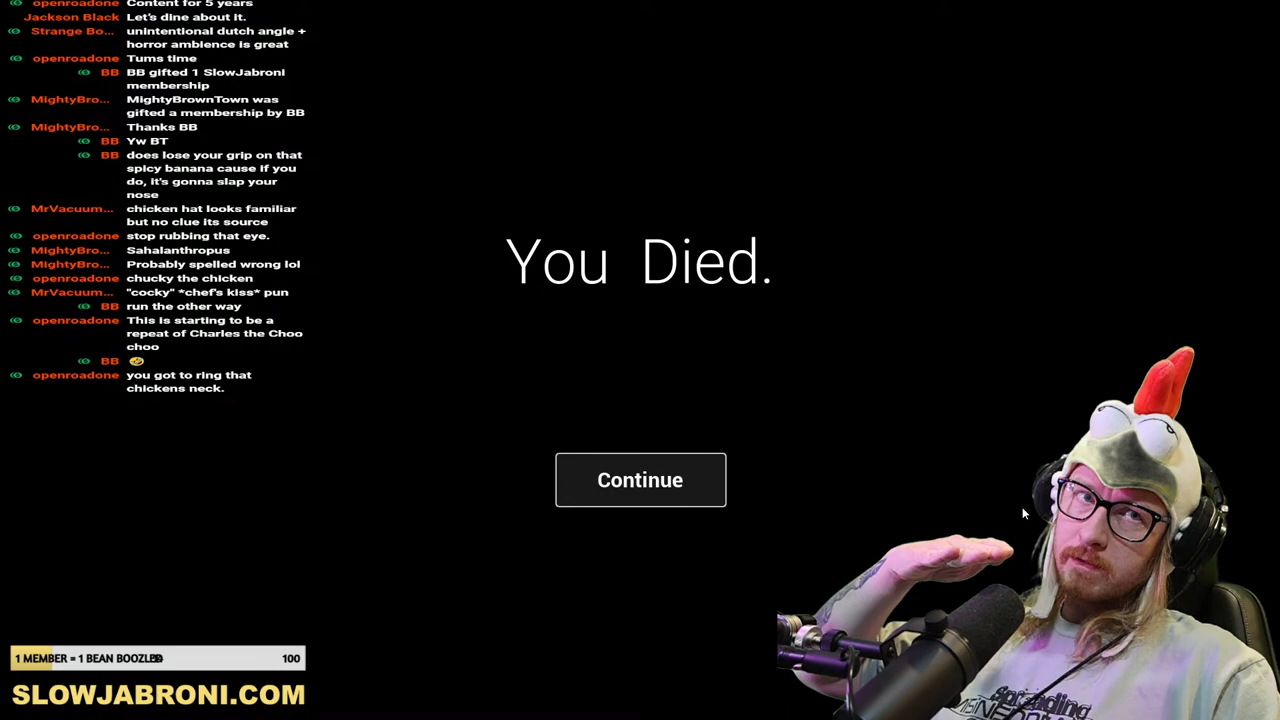 openroadone Content for 5 years
Jackson Black Let's dine about it.
Strange Bo... unintentional dutch angle +
horror ambience is great
openroadone Tums time
BB BB gifted 1 SlowJabroni
membership
MightyBro... MightyBrownTown was
gifted a membership by BB
MightyBro... Thanks BB
BB Yw BT
BB does lose your grip on that
spicy banana cause if you
do, it's gonna slap your
nose
MrVacuum... chicken hat looks familiar
but no clue its source
openroadone stop rubbing that eye.
MightyBro... Sahalanthropus
MightyBro... Probably spelled wrong lol
openroadone chucky the chicken
MrVacuum... "cocky" *chef's kiss* pun
BB run the other way
openroadone This is starting to be a
repeat of Charles the Choo
choo
BB 🤣
openroadone you got to ring that
chickens neck.
You Died.
Continue
1 MEMBER = 1 BEAN BOOZLED 100
SLOWJABRONI.COM